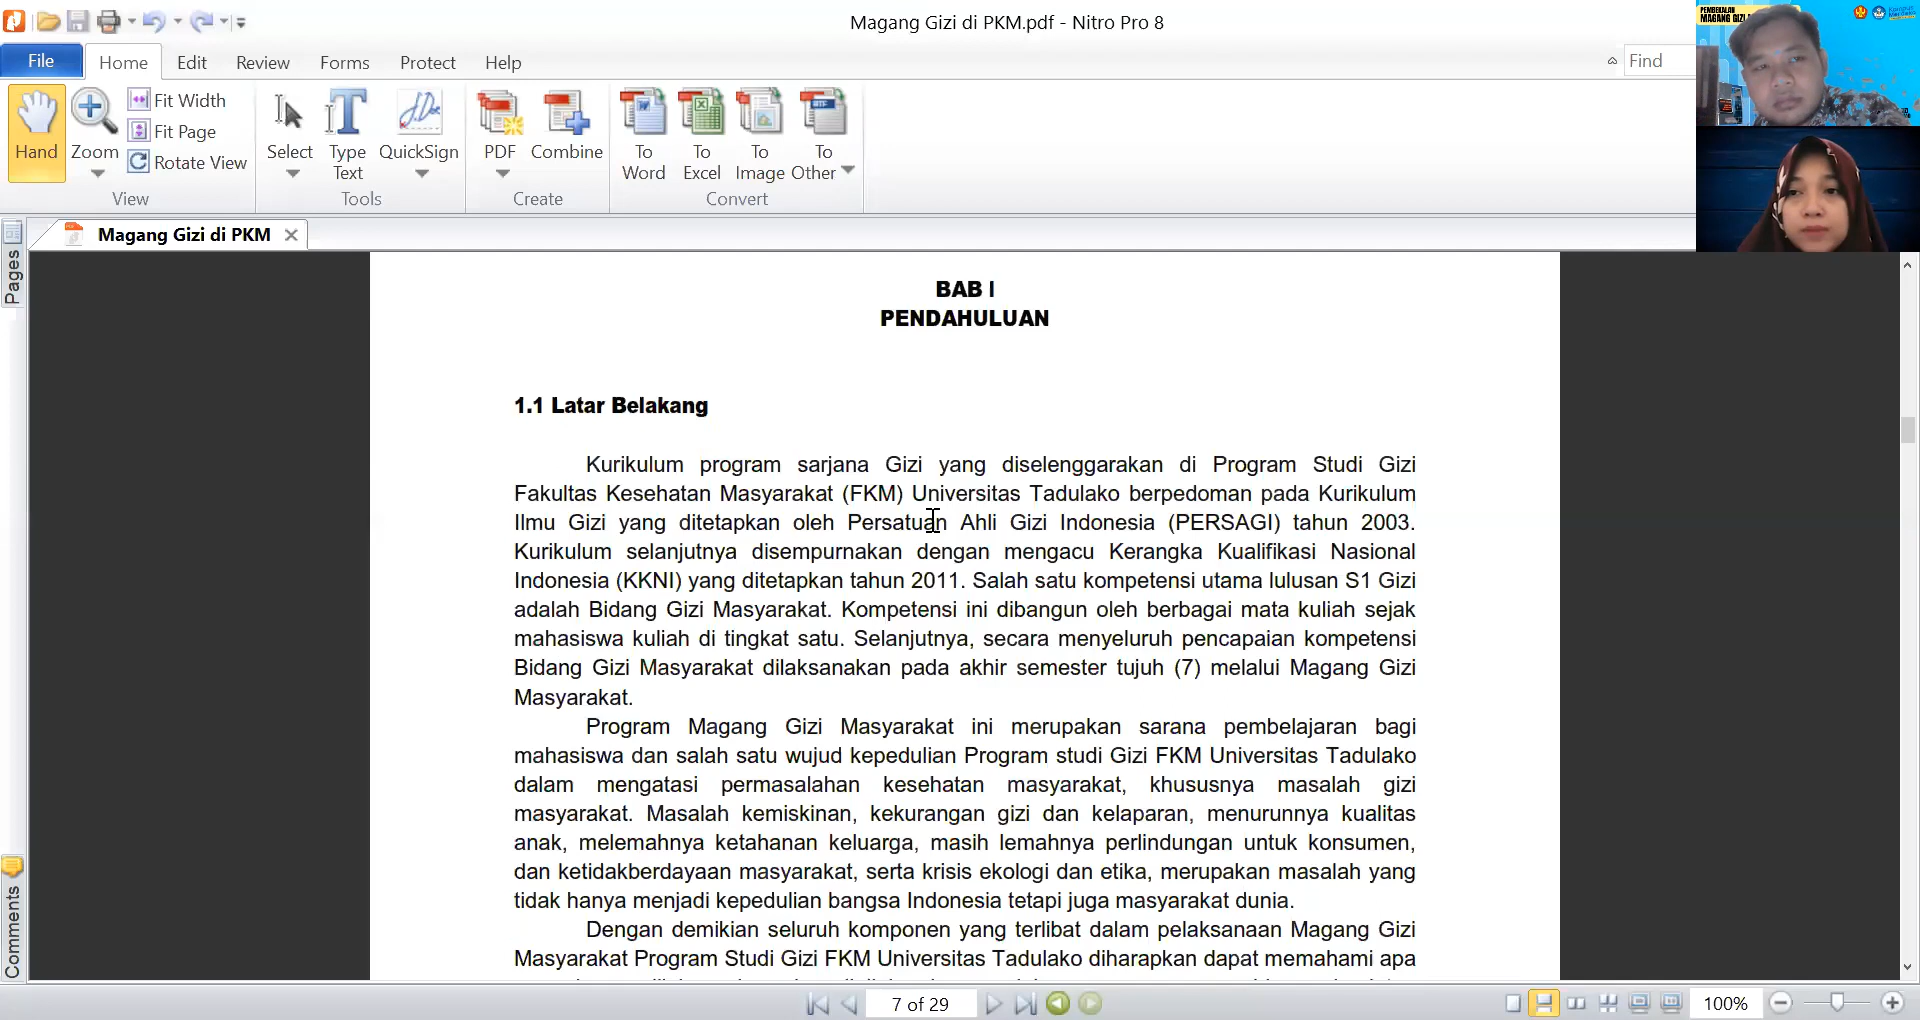 Magang Gizi di PKM.pdf - Nitro Pro 8
File Home Edit Review Forms Protect Help
Find
Fit Width
Fit Page
Rotate View
Hand Zoom
Select Type Text QuickSign
PDF Combine
To Word To Excel To Image To Other
View Tools Create Convert
PEMBEKALAN
MAGANG GIZI
Magang Gizi di PKM
Pages
BAB I
PENDAHULUAN
1.1 Latar Belakang
Kurikulum program sarjana Gizi yang diselenggarakan di Program Studi Gizi
Fakultas Kesehatan Masyarakat (FKM) Universitas Tadulako berpedoman pada Kurikulum
Ilmu Gizi yang ditetapkan oleh Persatuan Ahli Gizi Indonesia (PERSAGI) tahun 2003.
Kurikulum selanjutnya disempurnakan dengan mengacu Kerangka Kualifikasi Nasional
Indonesia (KKNI) yang ditetapkan tahun 2011. Salah satu kompetensi utama lulusan S1 Gizi
adalah Bidang Gizi Masyarakat. Kompetensi ini dibangun oleh berbagai mata kuliah sejak
mahasiswa kuliah di tingkat satu. Selanjutnya, secara menyeluruh pencapaian kompetensi
Bidang Gizi Masyarakat dilaksanakan pada akhir semester tujuh (7) melalui Magang Gizi
Masyarakat.
Program Magang Gizi Masyarakat ini merupakan sarana pembelajaran bagi
mahasiswa dan salah satu wujud kepedulian Program studi Gizi FKM Universitas Tadulako
dalam mengatasi permasalahan kesehatan masyarakat, khususnya masalah gizi
masyarakat. Masalah kemiskinan, kekurangan gizi dan kelaparan, menurunnya kualitas
anak, melemahnya ketahanan keluarga, masih lemahnya perlindungan untuk konsumen,
dan ketidakberdayaan masyarakat, serta krisis ekologi dan etika, merupakan masalah yang
tidak hanya menjadi kepedulian bangsa Indonesia tetapi juga masyarakat dunia.
Dengan demikian seluruh komponen yang terlibat dalam pelaksanaan Magang Gizi
Masyarakat Program Studi Gizi FKM Universitas Tadulako diharapkan dapat memahami apa
Comments
7 of 29
100%